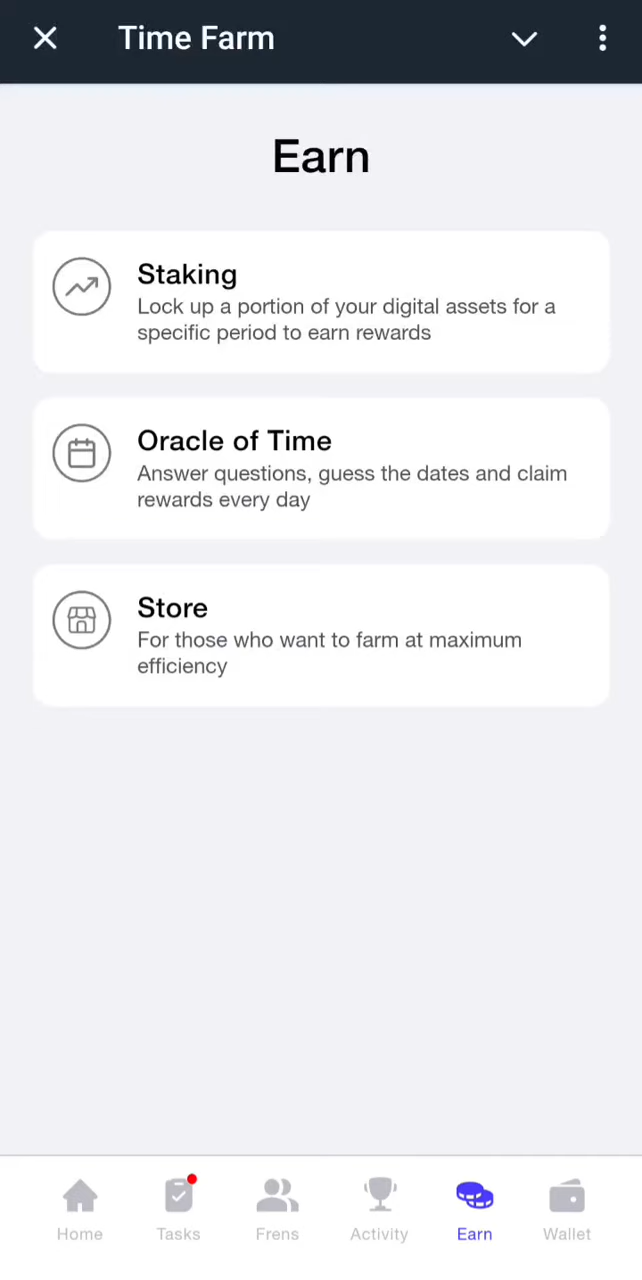 Time Farm
Earn
Staking
Lock up a portion of your digital assets for a
specific period to earn rewards
Oracle of Time
Answer questions, guess the dates and claim
rewards every day
Store
For those who want to farm at maximum
efficiency
Home Tasks Frens Activity Earn Wallet